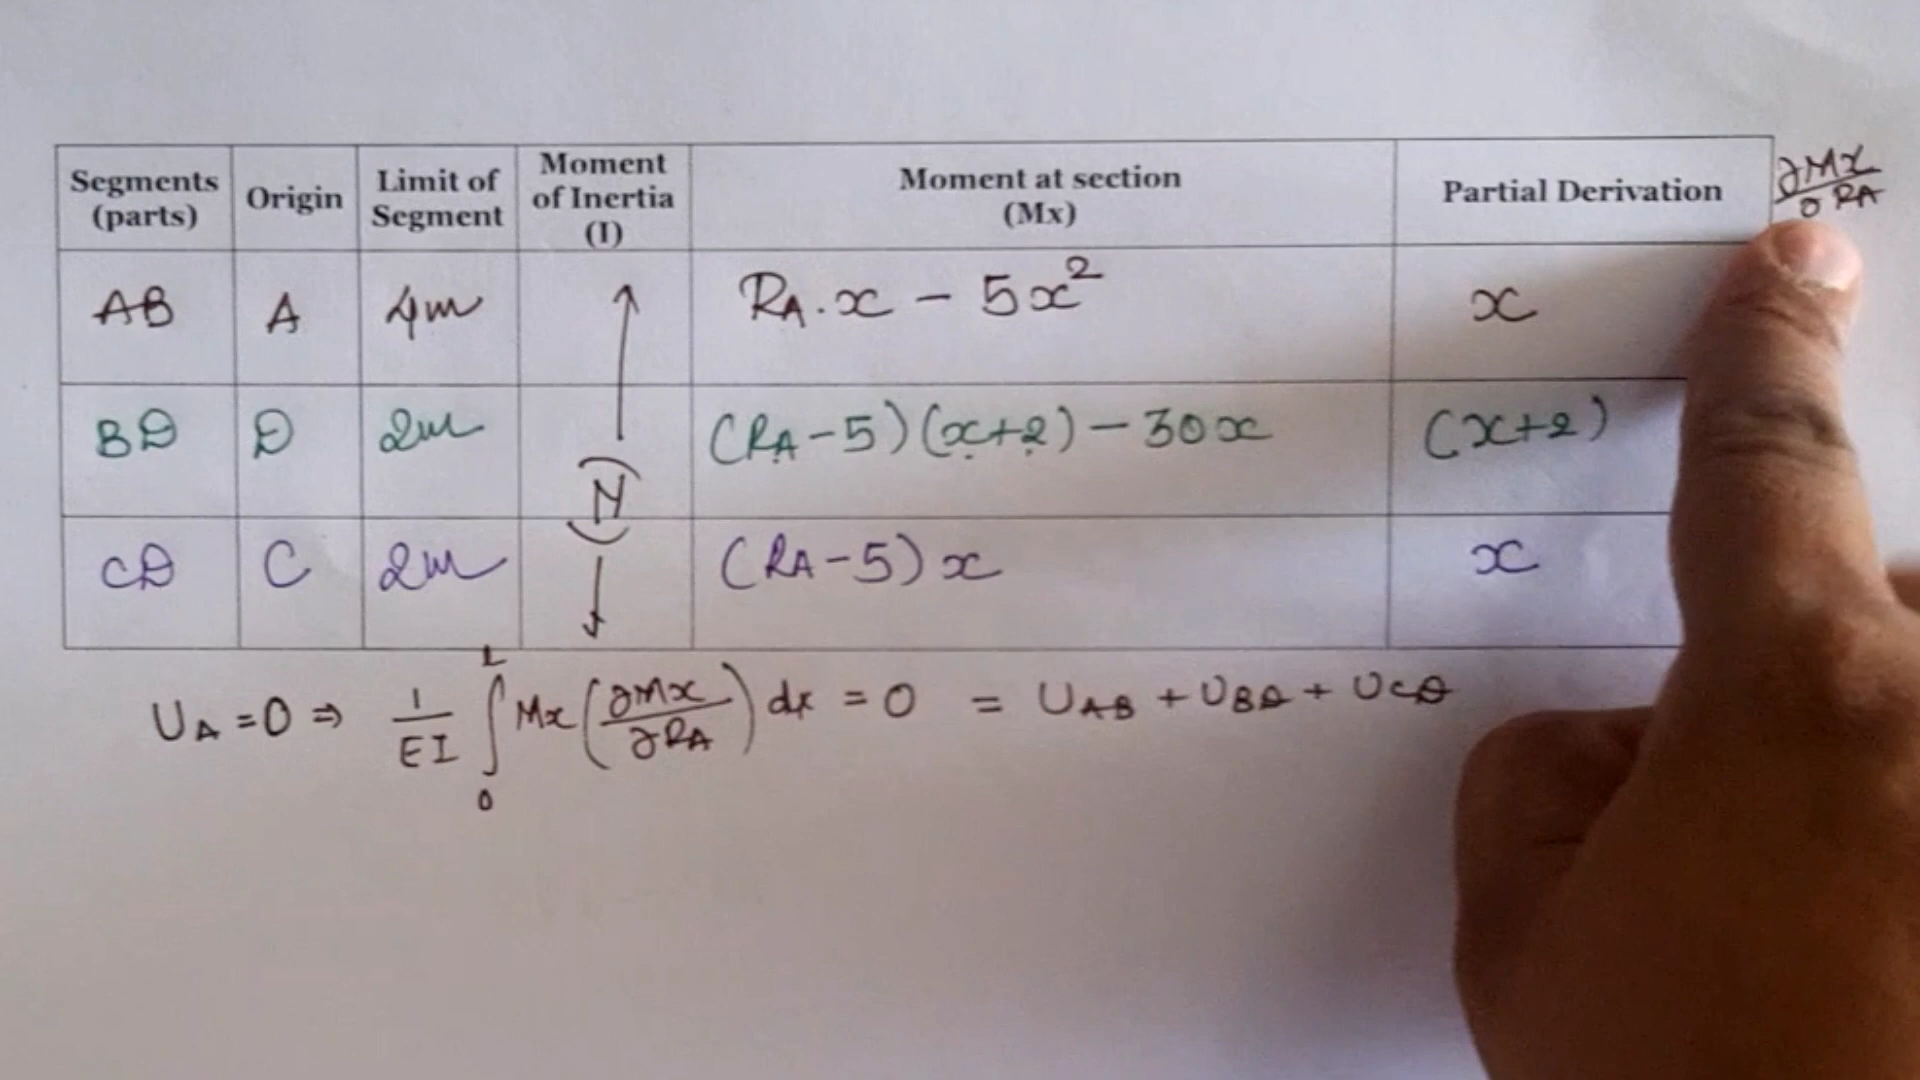 Segments (parts) | Origin | Limit of Segment | Moment of Inertia (I) | Moment at section (Mx) | Partial Derivation ∂Mx/∂RA
AB | A | 4m | ↑ | RA.x − 5x² | x
BD | D | 2m | (I) | (RA−5)(x+2) − 30x | (x+2)
CD | C | 2m | ↓ | (RA−5)x | x
UA = 0 ⇒ 1/EI ∫₀ᴸ Mx (∂Mx/∂RA) dx = 0 = UAB + UBD + UCD